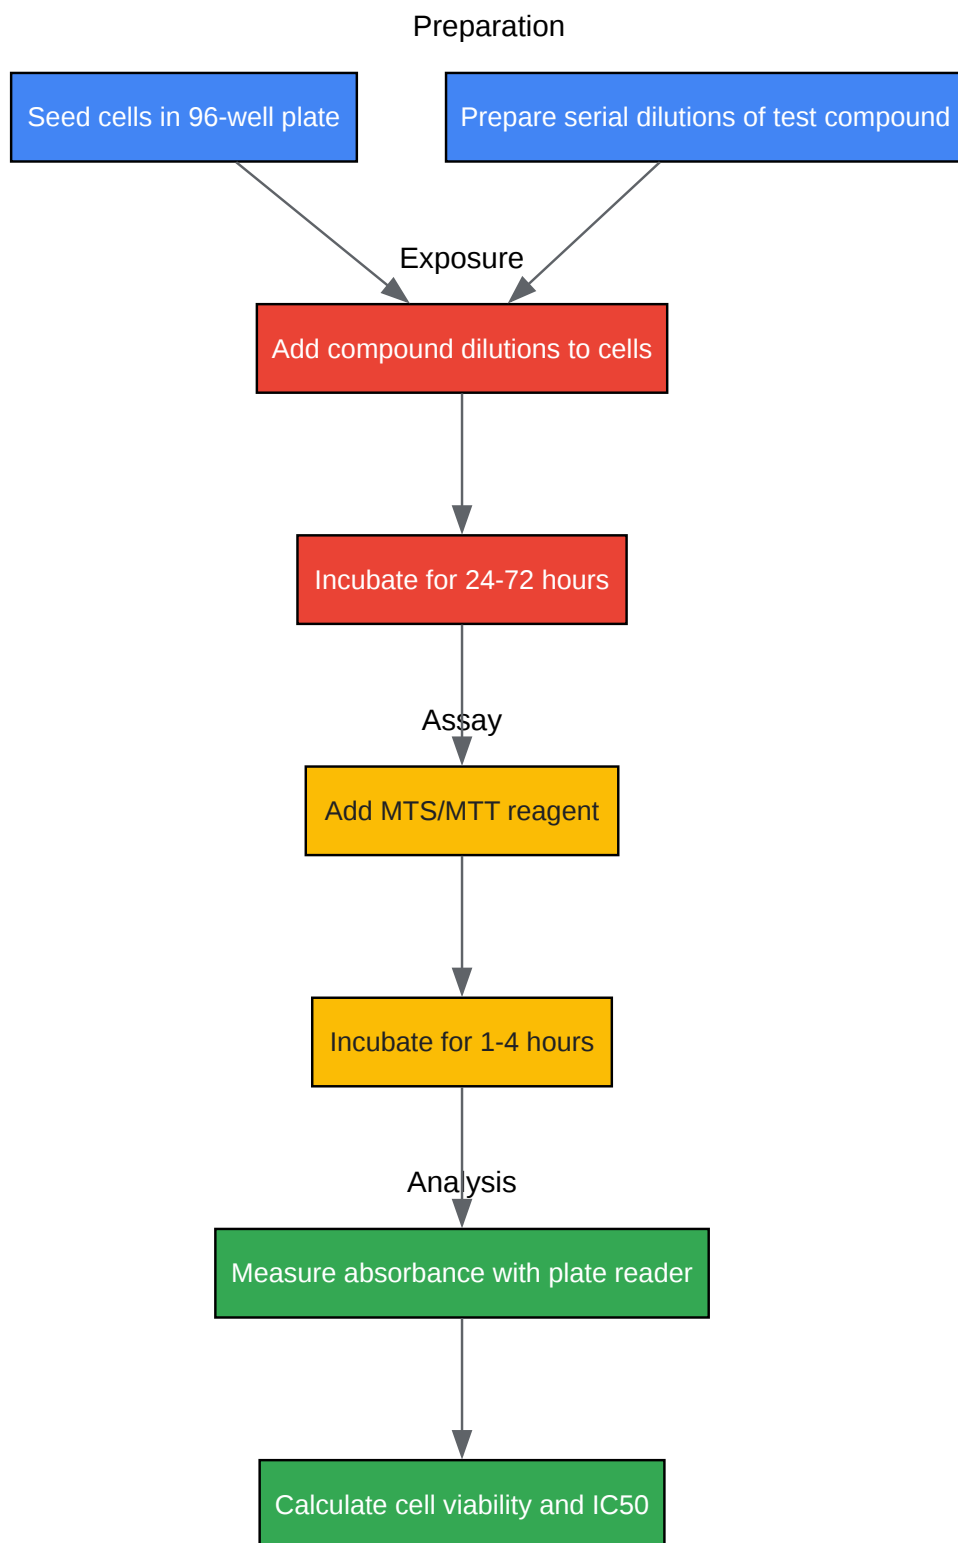 Preparation
Seed cells in 96-well plate
Prepare serial dilutions of test compound
Exposure
Add compound dilutions to cells
Incubate for 24-72 hours
Assay
Add MTS/MTT reagent
Incubate for 1-4 hours
Analysis
Measure absorbance with plate reader
Calculate cell viability and IC50